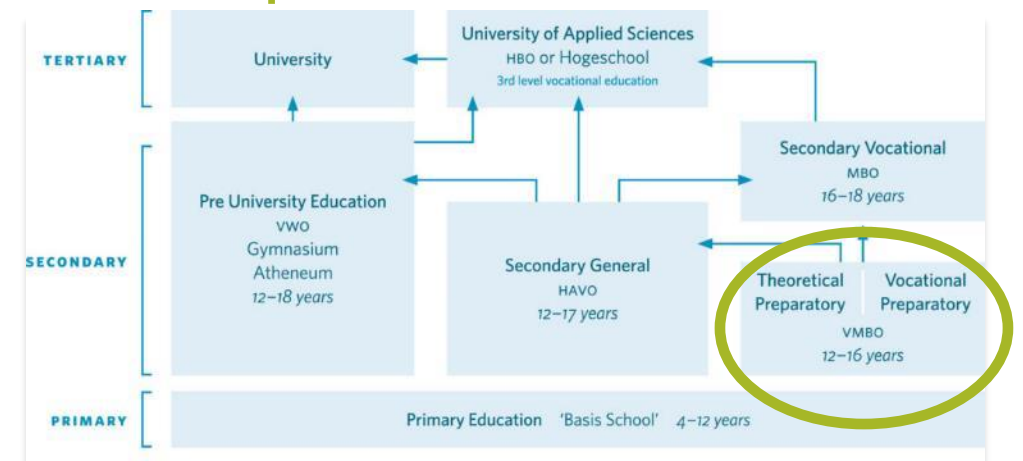 TERTIARY
University
University of Applied Sciences
HBO or Hogeschool
3rd level vocational education
SECONDARY
Pre University Education
VWO
Gymnasium
Atheneum
12–18 years
Secondary General
HAVO
12–17 years
Secondary Vocational
MBO
16–18 years
Theoretical
Preparatory
Vocational
Preparatory
VMBO
12–16 years
PRIMARY
Primary Education 'Basis School' 4–12 years